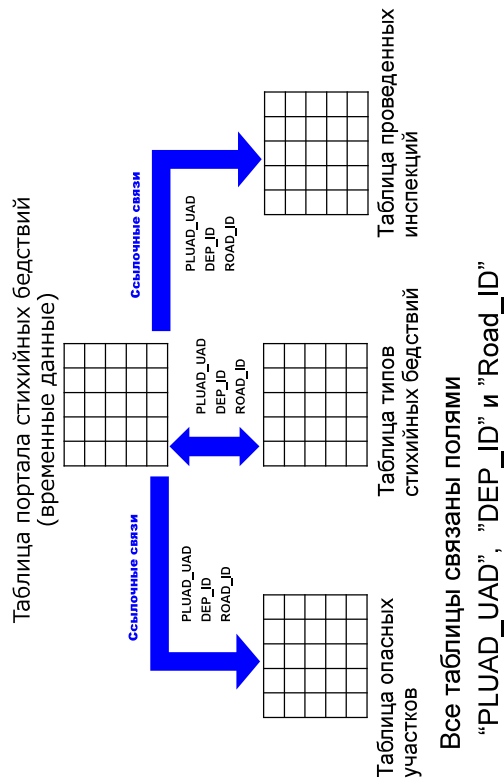 Таблица портала стихийных бедствий
(временные данные)
Ссылочные связи
Ссылочные связи
PLUAD_UAD
DEP_ID
ROAD_ID
PLUAD_UAD
DEP_ID
ROAD_ID
PLUAD_UAD
DEP_ID
ROAD_ID
Таблица опасных
участков
Таблица типов
стихийных бедствий
Таблица проведенных
инспекций
Все таблицы связаны полями
“PLUAD_UAD”, ”DEP_ID” и ”Road_ID”